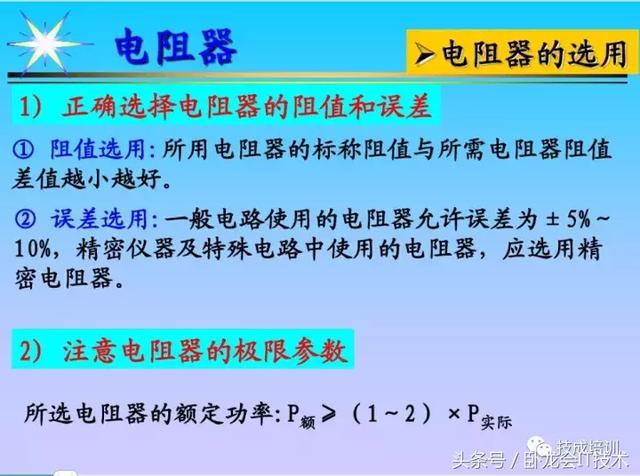 电阻器
➢电阻器的选用
1）正确选择电阻器的阻值和误差
① 阻值选用:所用电阻器的标称阻值与所需电阻器阻值
差值越小越好。
② 误差选用:一般电路使用的电阻器允许误差为±5%～
10%，精密仪器及特殊电路中使用的电阻器，应选用精
密电阻器。
2）注意电阻器的极限参数
所选电阻器的额定功率:P额≥（1～2）×P实际
技成培训
头条号／卧龙会IT技术